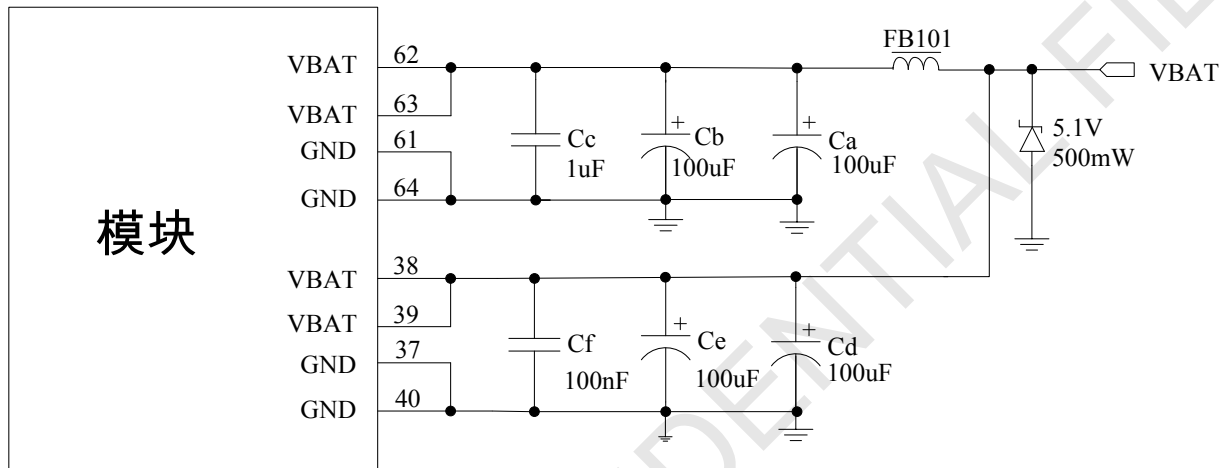 FB101
VBAT 62
VBAT
VBAT 63
GND 61
GND 64
Cc
1uF
Cb
100uF
Ca
100uF
5.1V
500mW
模块
VBAT 38
VBAT 39
GND 37
GND 40
Cf
100nF
Ce
100uF
Cd
100uF